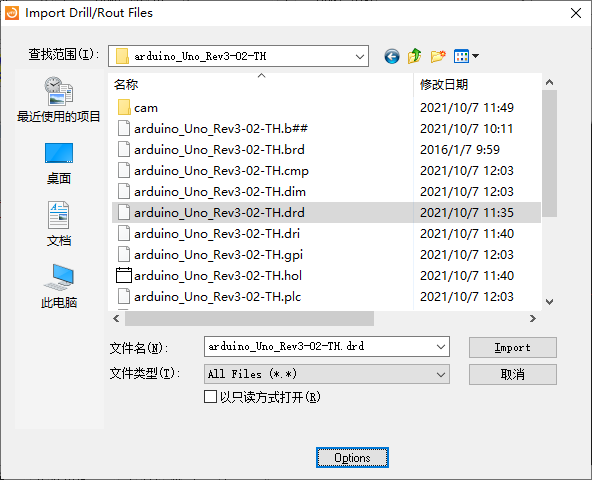 Import Drill/Rout Files
查找范围(I):
arduino_Uno_Rev3-02-TH
名称
修改日期
cam
2021/10/7 11:49
arduino_Uno_Rev3-02-TH.b##
2021/10/7 10:11
arduino_Uno_Rev3-02-TH.brd
2016/1/7 9:59
arduino_Uno_Rev3-02-TH.cmp
2021/10/7 12:03
arduino_Uno_Rev3-02-TH.dim
2021/10/7 12:03
arduino_Uno_Rev3-02-TH.drd
2021/10/7 11:35
arduino_Uno_Rev3-02-TH.dri
2021/10/7 11:40
arduino_Uno_Rev3-02-TH.gpi
2021/10/7 12:03
arduino_Uno_Rev3-02-TH.hol
2021/10/7 11:40
arduino_Uno_Rev3-02-TH.plc
2021/10/7 12:03
最近使用的项目
桌面
文档
此电脑
文件名(N):
arduino_Uno_Rev3-02-TH.drd
Import
文件类型(T):
All Files (*.*)
取消
以只读方式打开(R)
Options